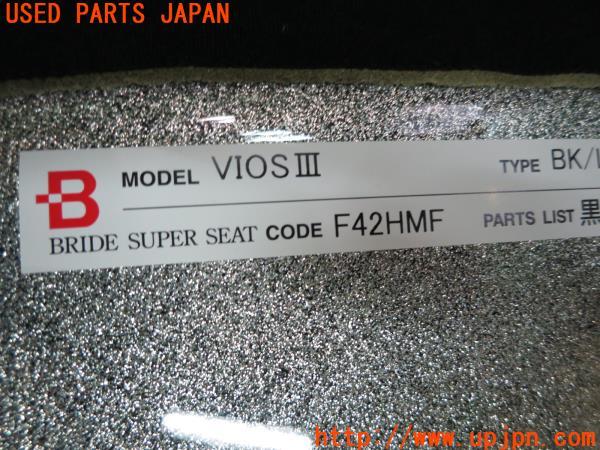 USED PARTS JAPAN
B MODEL VIOSⅢ TYPE BK/
BRIDE SUPER SEAT CODE F42HMF PARTS LIST 黒
http://www.upjpn.com